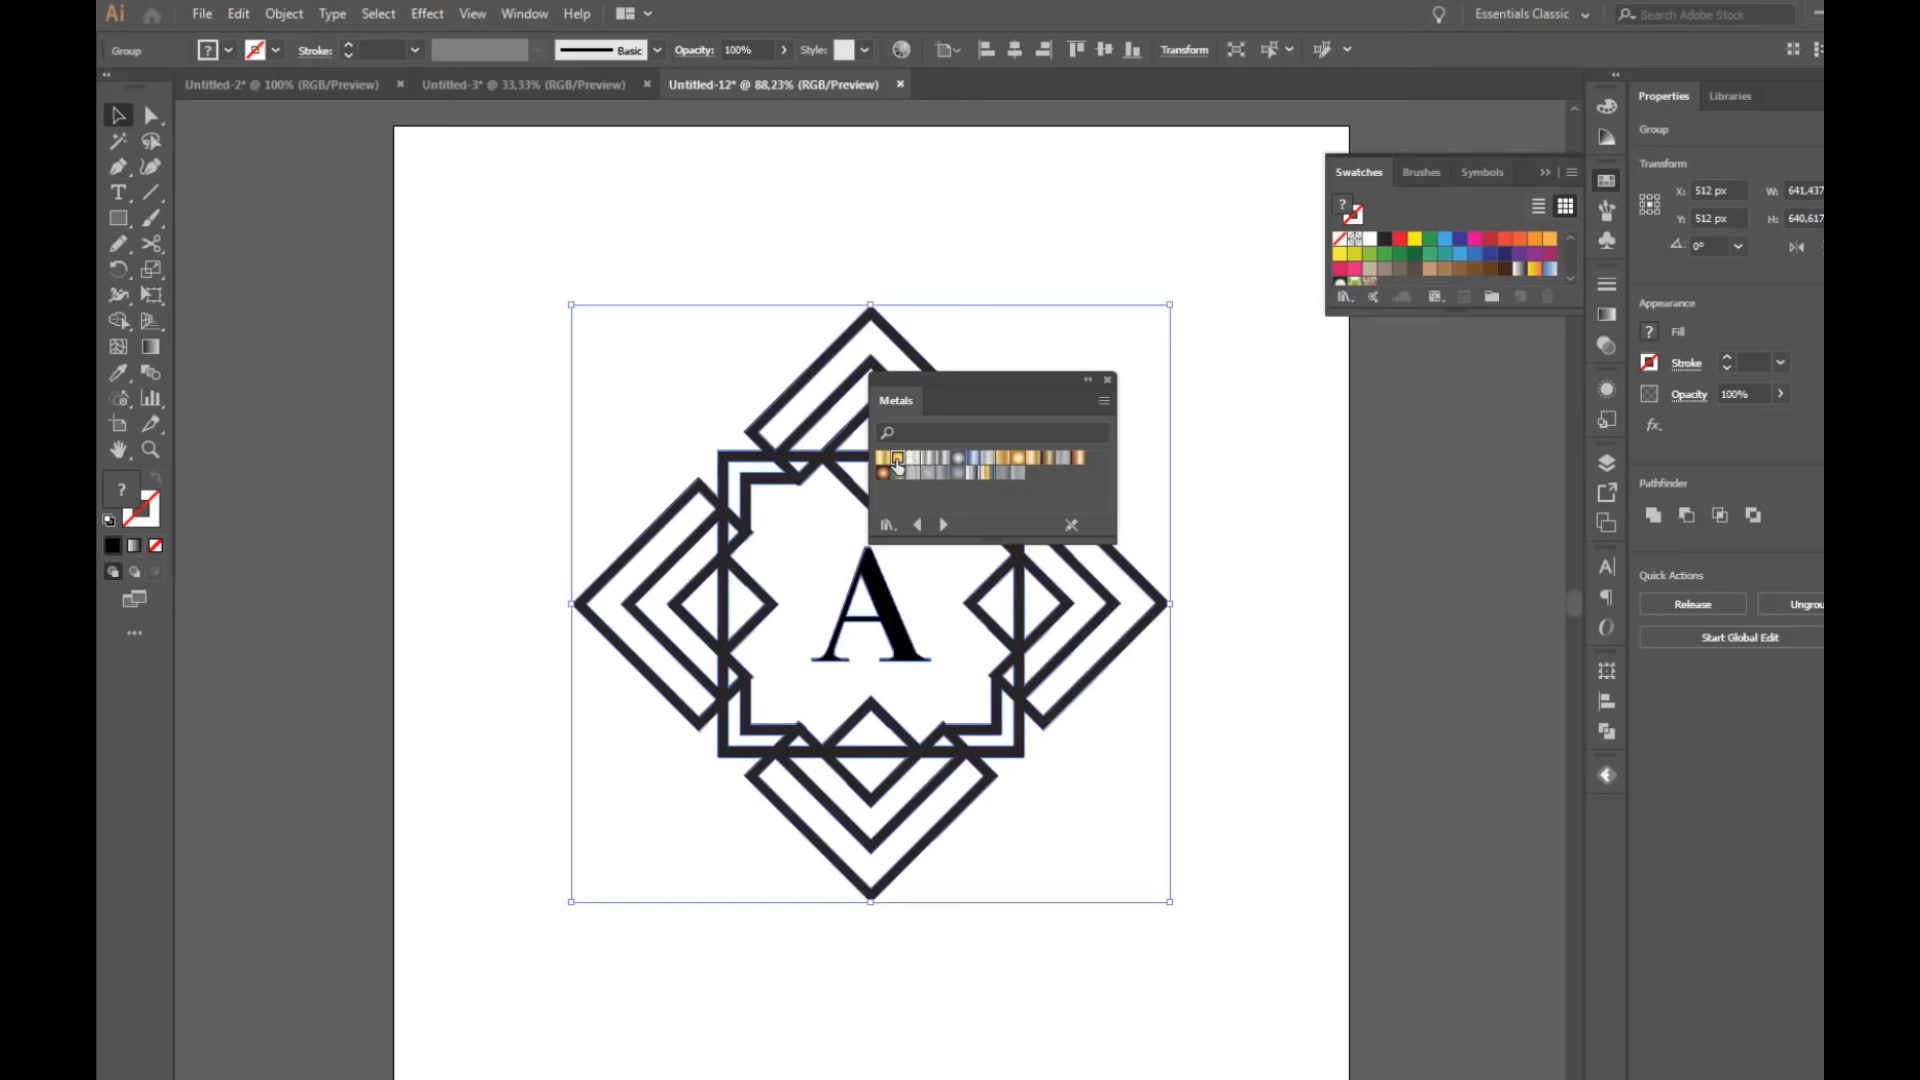 Ai File Edit Object Type Select Effect View Window Help Essentials Classic Search Adobe Stock
Group ? Stroke: Basic Opacity: 100% Style: Transform
Untitled-2* @ 100% (RGB/Preview) × Untitled-3* @ 33,33% (RGB/Preview) × Untitled-12* @ 88,23% (RGB/Preview) ×
Properties Libraries
Group
Transform
X: 512 px W: 641,437
Y: 512 px H: 640,617
0°
Appearance
? Fill
Stroke
Opacity 100%
fx
Pathfinder
Quick Actions
Release Ungrou
Start Global Edit
Swatches Brushes Symbols
?
Metals
A
?